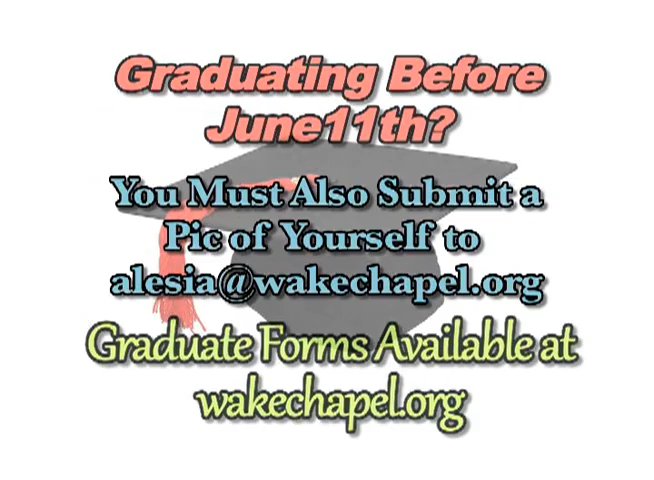 Graduating Before
June11th?
You Must Also Submit a
Pic of Yourself to
alesia@wakechapel.org
Graduate Forms Available at
wakechapel.org